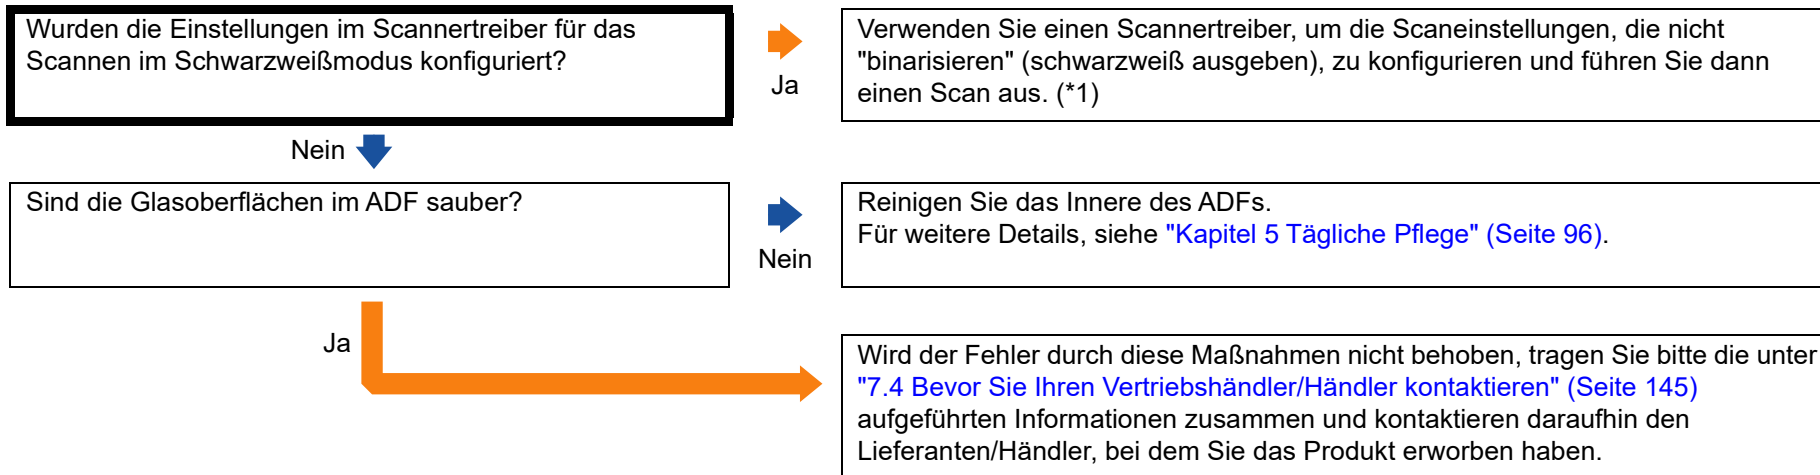 Wurden die Einstellungen im Scannertreiber für das
Scannen im Schwarzweißmodus konfiguriert?
Ja
Verwenden Sie einen Scannertreiber, um die Scaneinstellungen, die nicht
"binarisieren" (schwarzweiß ausgeben), zu konfigurieren und führen Sie dann
einen Scan aus. (*1)
Nein
Sind die Glasoberflächen im ADF sauber?
Nein
Reinigen Sie das Innere des ADFs.
Für weitere Details, siehe "Kapitel 5 Tägliche Pflege" (Seite 96).
Ja
Wird der Fehler durch diese Maßnahmen nicht behoben, tragen Sie bitte die unter
"7.4 Bevor Sie Ihren Vertriebshändler/Händler kontaktieren" (Seite 145)
aufgeführten Informationen zusammen und kontaktieren daraufhin den
Lieferanten/Händler, bei dem Sie das Produkt erworben haben.